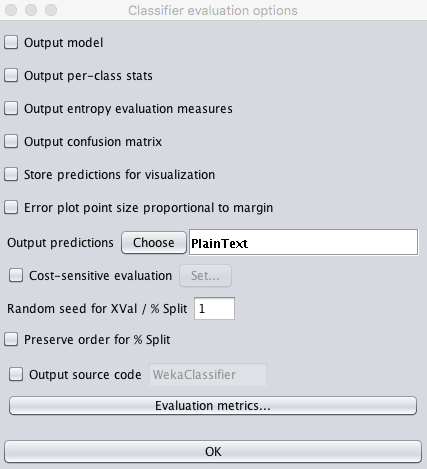 Classifier evaluation options
Output model
Output per-class stats
Output entropy evaluation measures
Output confusion matrix
Store predictions for visualization
Error plot point size proportional to margin
Output predictions Choose PlainText
Cost-sensitive evaluation Set...
Random seed for XVal / % Split 1
Preserve order for % Split
Output source code WekaClassifier
Evaluation metrics...
OK